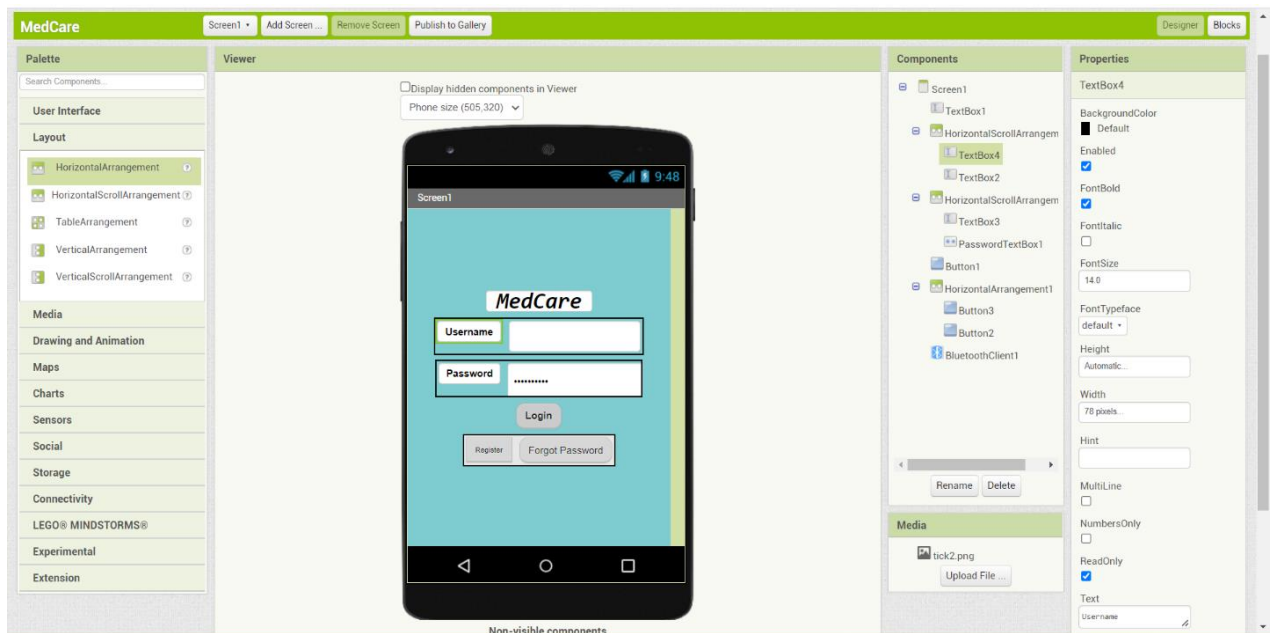 MedCare
Screen1
Add Screen ...
Remove Screen
Publish to Gallery
Designer
Blocks
Palette
Search Components...
User Interface
Layout
HorizontalArrangement
HorizontalScrollArrangement
TableArrangement
VerticalArrangement
VerticalScrollArrangement
Media
Drawing and Animation
Maps
Charts
Sensors
Social
Storage
Connectivity
LEGO® MINDSTORMS®
Experimental
Extension
Viewer
Display hidden components in Viewer
Phone size (505,320)
9:48
Screen1
MedCare
Username
Password
Login
Register
Forgot Password
Non-visible components
Components
Screen1
TextBox1
HorizontalScrollArrangem
TextBox4
TextBox2
HorizontalScrollArrangem
TextBox3
PasswordTextBox1
Button1
HorizontalArrangement1
Button3
Button2
BluetoothClient1
Rename
Delete
Media
tick2.png
Upload File ...
Properties
TextBox4
BackgroundColor
Default
Enabled
FontBold
FontItalic
FontSize
14.0
FontTypeface
default
Height
Automatic...
Width
78 pixels...
Hint
MultiLine
NumbersOnly
ReadOnly
Text
Username